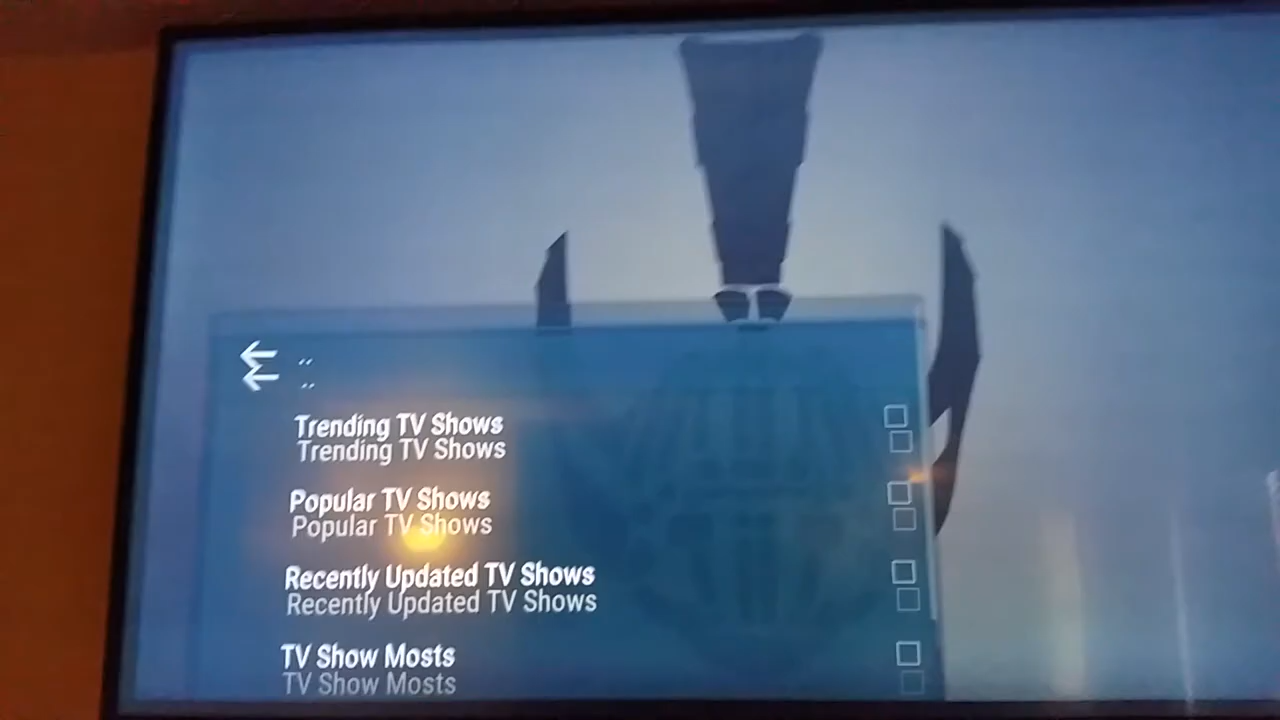 ..
..
Trending TV Shows
Trending TV Shows
Popular TV Shows
Popular TV Shows
Recently Updated TV Shows
Recently Updated TV Shows
TV Show Mosts
TV Show Mosts